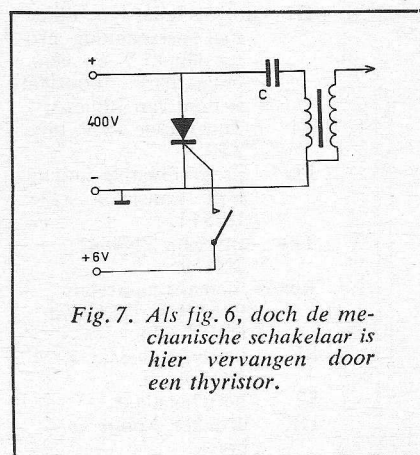 +
400V
C
−
+6V
Fig. 7. Als fig. 6, doch de me-
chanische schakelaar is
hier vervangen door
een thyristor.